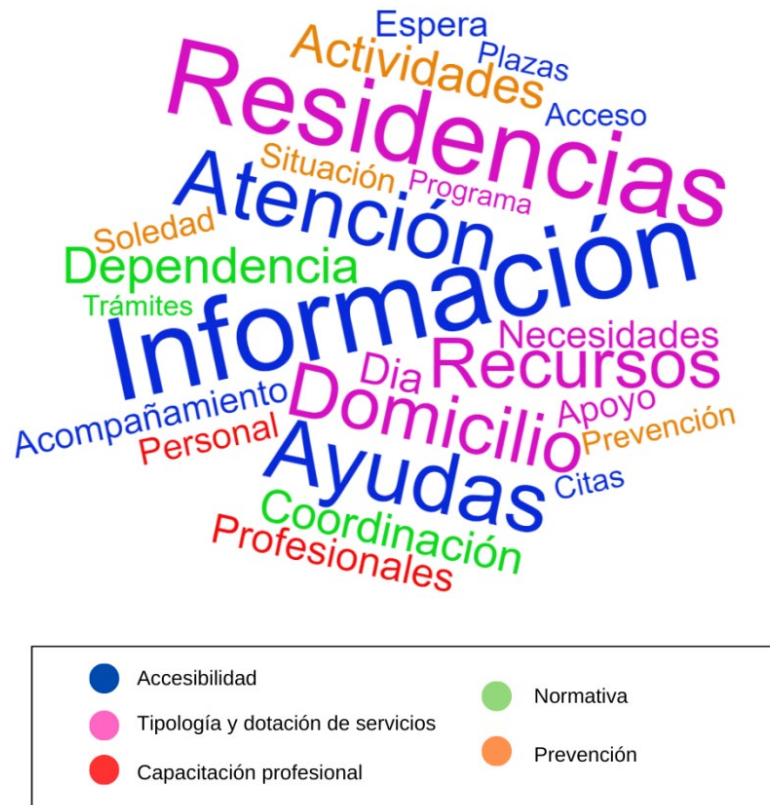 Espera
Plazas
Actividades
Acceso
Residencias
Situación
Programa
Atención
Soledad
Dependencia
Trámites
Información
Necesidades
Recursos
Dia
Domicilio
Apoyo
Acompañamiento
Personal
Prevención
Ayudas
Citas
Coordinación
Profesionales
Accesibilidad
Tipología y dotación de servicios
Capacitación profesional
Normativa
Prevención